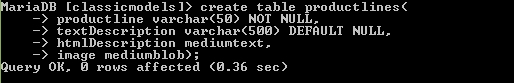 MariaDB [classicmodels]> create table productlines(
-> productline varchar(50) NOT NULL,
-> textDescription varchar(500) DEFAULT NULL,
-> htmlDescription mediumtext,
-> image mediumblob);
Query OK, 0 rows affected (0.36 sec)